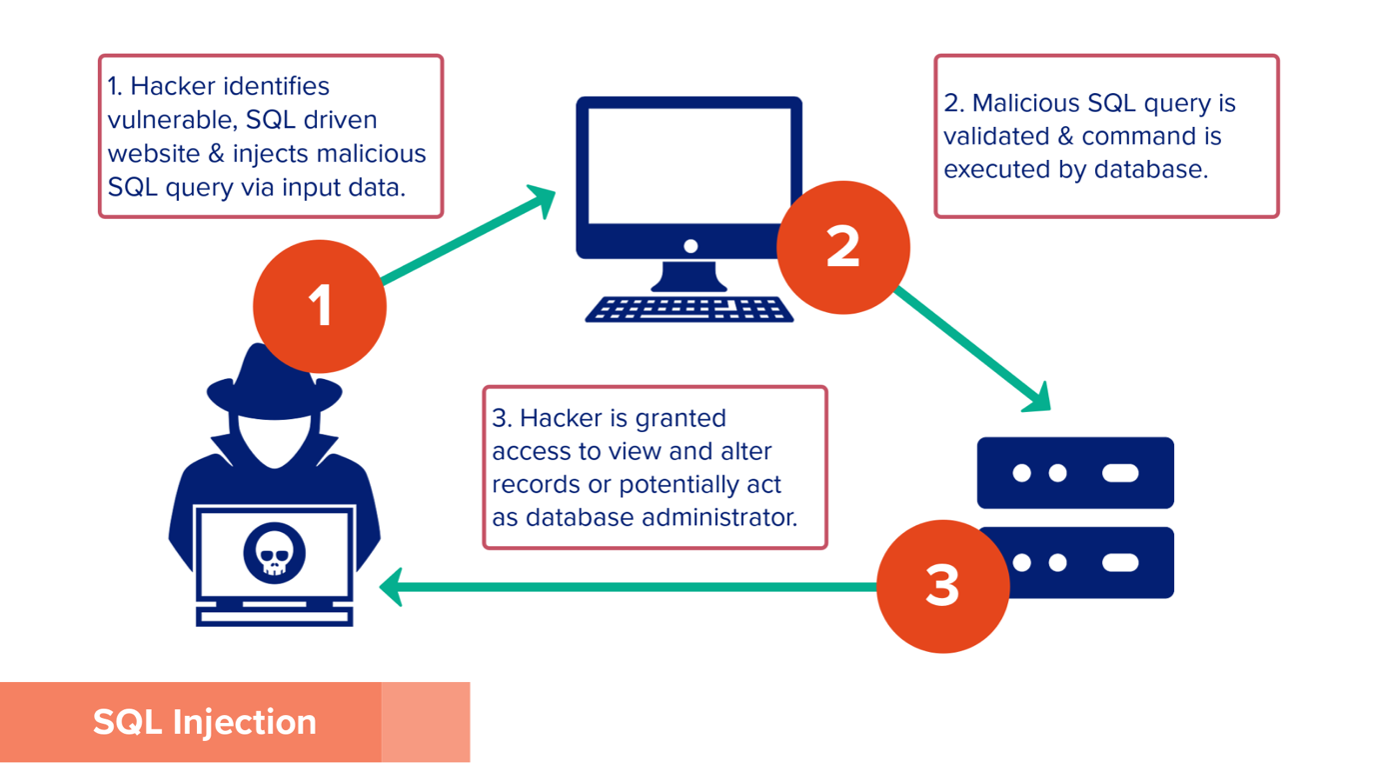 1. Hacker identifies
vulnerable, SQL driven
website & injects malicious
SQL query via input data.
2. Malicious SQL query is
validated & command is
executed by database.
1
2
3. Hacker is granted
access to view and alter
records or potentially act
as database administrator.
3
SQL Injection